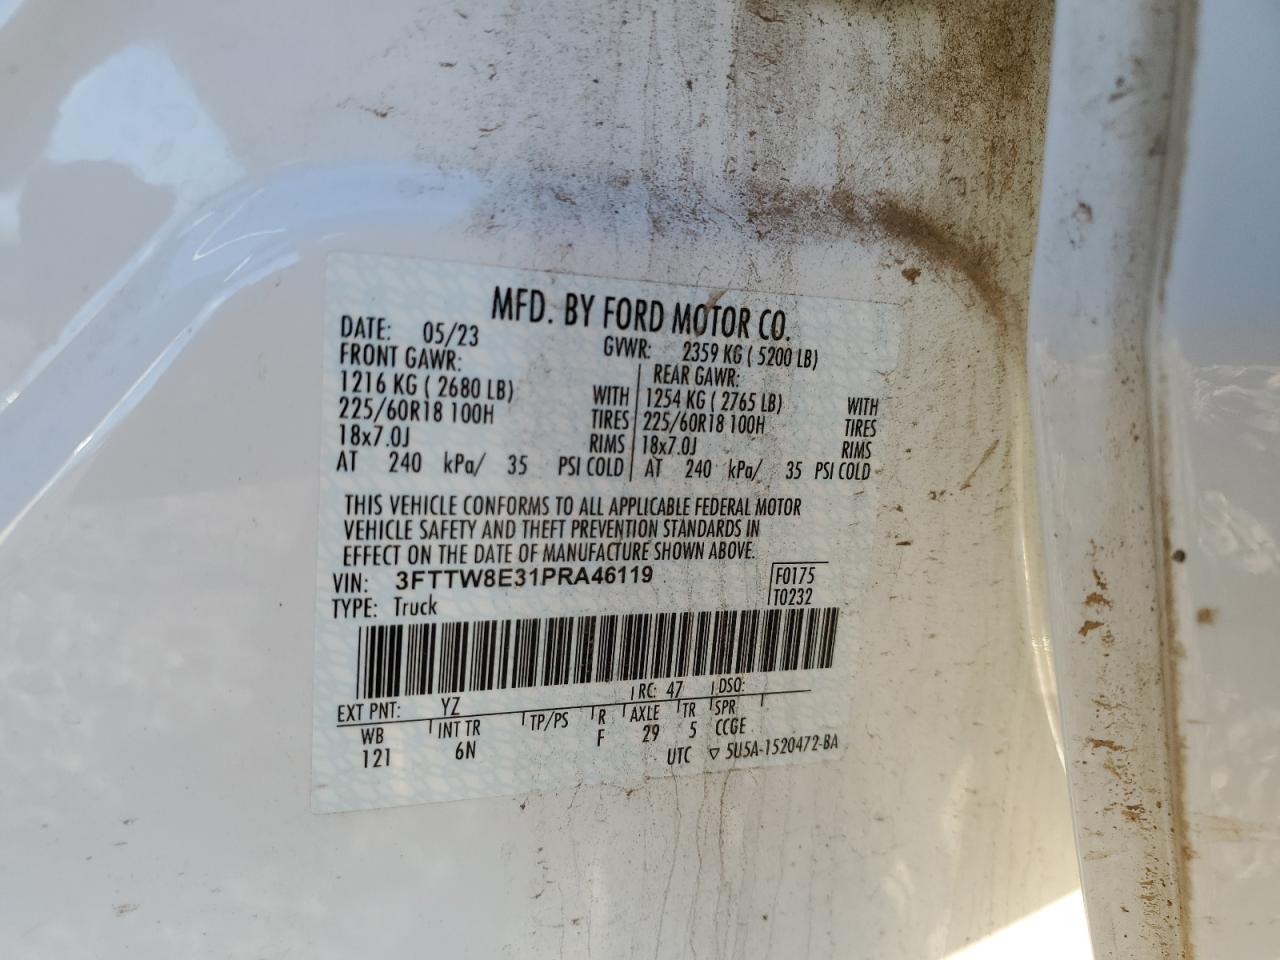 MFD. BY FORD MOTOR CO.
DATE: 05/23 GVWR: 2359 KG ( 5200 LB)
FRONT GAWR: REAR GAWR:
1216 KG ( 2680 LB) WITH 1254 KG ( 2765 LB) WITH
225/60R18 100H TIRES 225/60R18 100H TIRES
18x7.0J RIMS 18x7.0J RIMS
AT 240 kPa/ 35 PSI COLD AT 240 kPa/ 35 PSI COLD
THIS VEHICLE CONFORMS TO ALL APPLICABLE FEDERAL MOTOR
VEHICLE SAFETY AND THEFT PREVENTION STANDARDS IN
EFFECT ON THE DATE OF MANUFACTURE SHOWN ABOVE.
VIN: 3FTTW8E31PRA46119 F0175
TYPE: Truck T0232
EXT PNT: YZ RC: 47 DSO:
WB INT TR TP/PS R AXLE TR SPR
121 6N F 29 5 CCGE
UTC ▽ 5U5A-1520472-BA